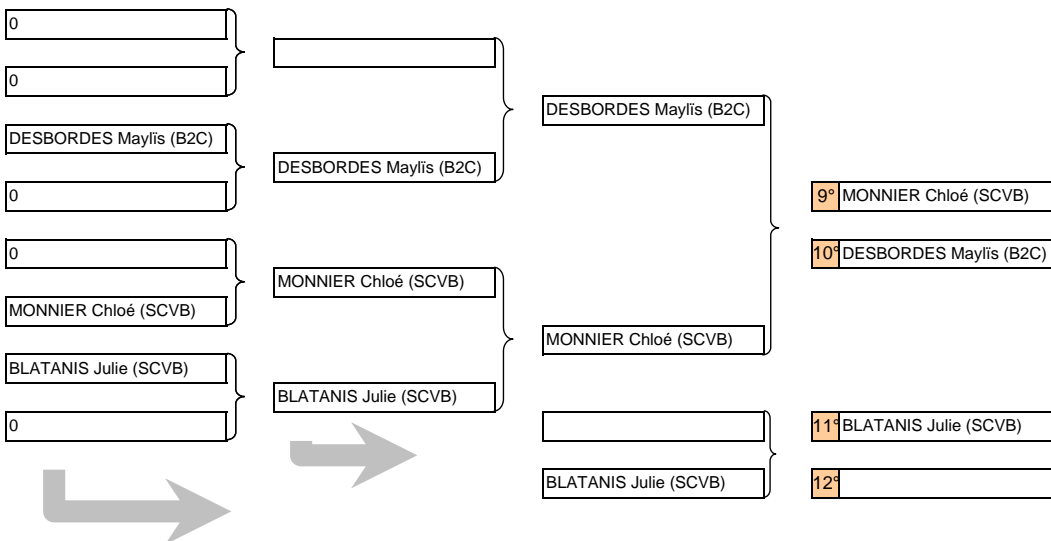 0
0
DESBORDES Maylïs (B2C)
0
0
MONNIER Chloé (SCVB)
BLATANIS Julie (SCVB)
0
DESBORDES Maylïs (B2C)
MONNIER Chloé (SCVB)
BLATANIS Julie (SCVB)
DESBORDES Maylïs (B2C)
MONNIER Chloé (SCVB)
BLATANIS Julie (SCVB)
9° MONNIER Chloé (SCVB)
10° DESBORDES Maylïs (B2C)
11° BLATANIS Julie (SCVB)
12°